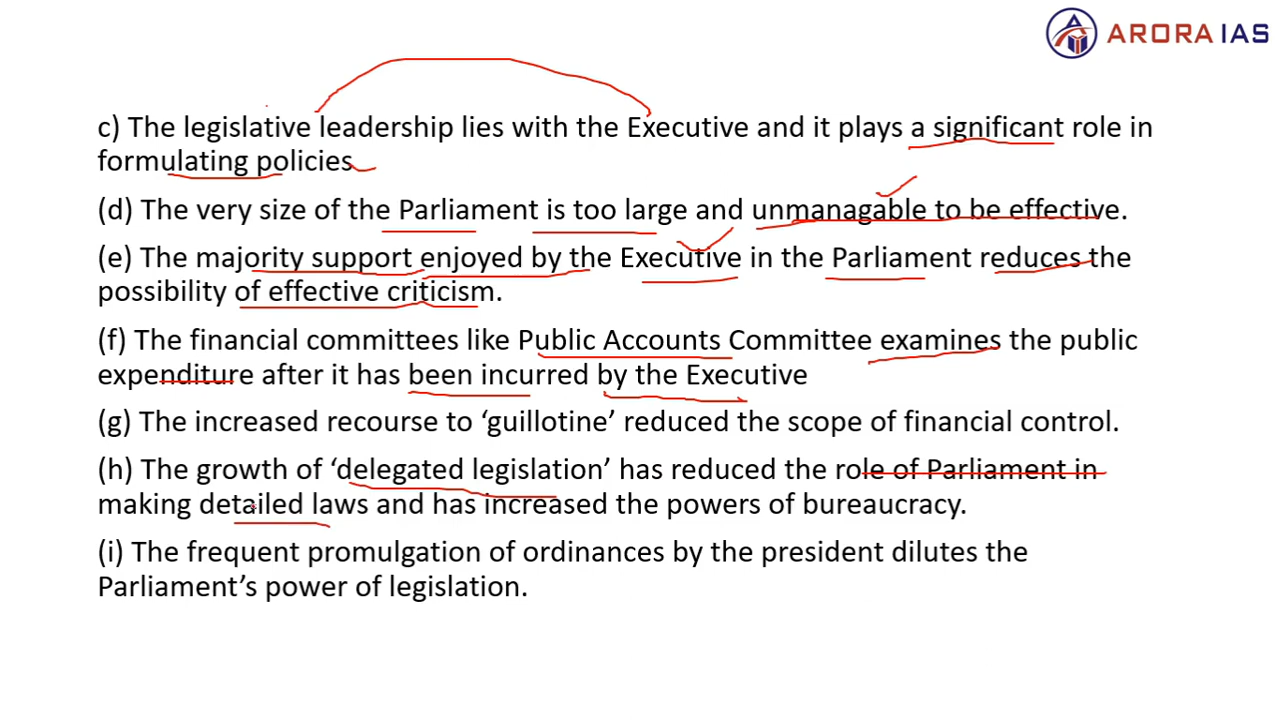 ARORA IAS
c) The legislative leadership lies with the Executive and it plays a significant role in
formulating policies
(d) The very size of the Parliament is too large and unmanagable to be effective.
(e) The majority support enjoyed by the Executive in the Parliament reduces the
possibility of effective criticism.
(f) The financial committees like Public Accounts Committee examines the public
expenditure after it has been incurred by the Executive
(g) The increased recourse to ‘guillotine’ reduced the scope of financial control.
(h) The growth of ‘delegated legislation’ has reduced the role of Parliament in
making detailed laws and has increased the powers of bureaucracy.
(i) The frequent promulgation of ordinances by the president dilutes the
Parliament’s power of legislation.